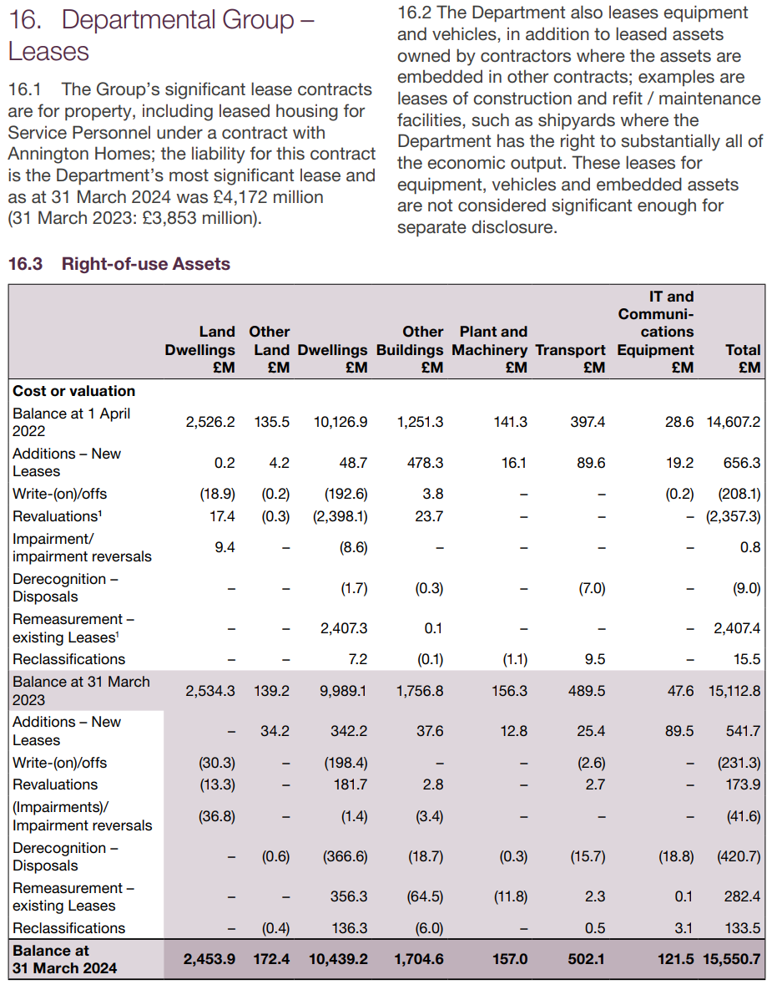 16. Departmental Group –
Leases
16.1 The Group’s significant lease contracts
are for property, including leased housing for
Service Personnel under a contract with
Annington Homes; the liability for this contract
is the Department’s most significant lease and
as at 31 March 2024 was £4,172 million
(31 March 2023: £3,853 million).
16.2 The Department also leases equipment
and vehicles, in addition to leased assets
owned by contractors where the assets are
embedded in other contracts; examples are
leases of construction and refit / maintenance
facilities, such as shipyards where the
Department has the right to substantially all of
the economic output. These leases for
equipment, vehicles and embedded assets
are not considered significant enough for
separate disclosure.
16.3 Right-of-use Assets
IT and
Communi-
Land Other Other Plant and cations
Dwellings Land Dwellings Buildings Machinery Transport Equipment Total
£M £M £M £M £M £M £M £M
Cost or valuation
Balance at 1 April
2022 2,526.2 135.5 10,126.9 1,251.3 141.3 397.4 28.6 14,607.2
Additions – New
Leases 0.2 4.2 48.7 478.3 16.1 89.6 19.2 656.3
Write-(on)/offs (18.9) (0.2) (192.6) 3.8 – – (0.2) (208.1)
Revaluations¹ 17.4 (0.3) (2,398.1) 23.7 – – – (2,357.3)
Impairment/
impairment reversals 9.4 – (8.6) – – – – 0.8
Derecognition –
Disposals – – (1.7) (0.3) – (7.0) – (9.0)
Remeasurement –
existing Leases¹ – – 2,407.3 0.1 – – – 2,407.4
Reclassifications – – 7.2 (0.1) (1.1) 9.5 – 15.5
Balance at 31 March
2023 2,534.3 139.2 9,989.1 1,756.8 156.3 489.5 47.6 15,112.8
Additions – New
Leases – 34.2 342.2 37.6 12.8 25.4 89.5 541.7
Write-(on)/offs (30.3) – (198.4) – – (2.6) – (231.3)
Revaluations (13.3) – 181.7 2.8 – 2.7 – 173.9
(Impairments)/
Impairment reversals (36.8) – (1.4) (3.4) – – – (41.6)
Derecognition –
Disposals – (0.6) (366.6) (18.7) (0.3) (15.7) (18.8) (420.7)
Remeasurement –
existing Leases – – 356.3 (64.5) (11.8) 2.3 0.1 282.4
Reclassifications – (0.4) 136.3 (6.0) – 0.5 3.1 133.5
Balance at
31 March 2024 2,453.9 172.4 10,439.2 1,704.6 157.0 502.1 121.5 15,550.7